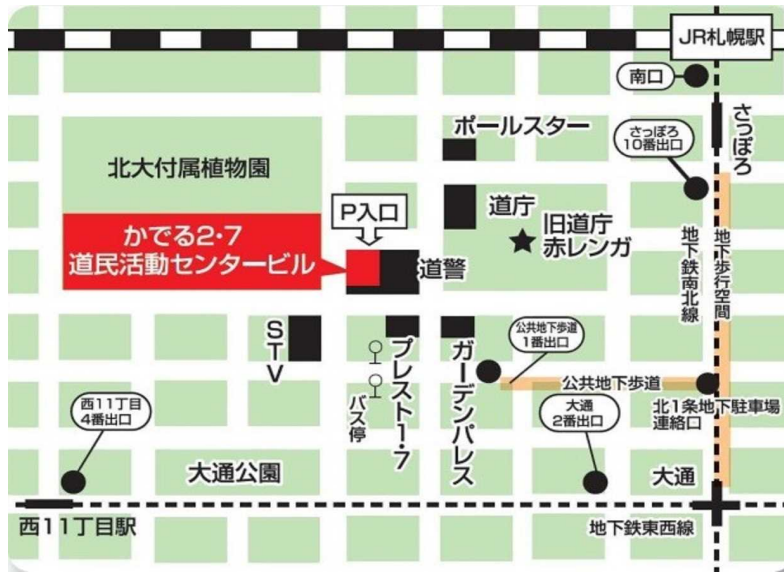 JR札幌駅
南口
さっぽろ
ポールスター
さっぽろ
10番出口
北大付属植物園
P入口
道庁
旧道庁
赤レンガ
かでる2・7
道民活動センタービル
道警
地下鉄南北線
地下歩行空間
STV
プレスト1・7
ガーデンパレス
公共地下歩道
1番出口
バス停
公共地下歩道
北1条地下駐車場
連絡口
西11丁目
4番出口
大通
2番出口
大通公園
大通
西11丁目駅
地下鉄東西線